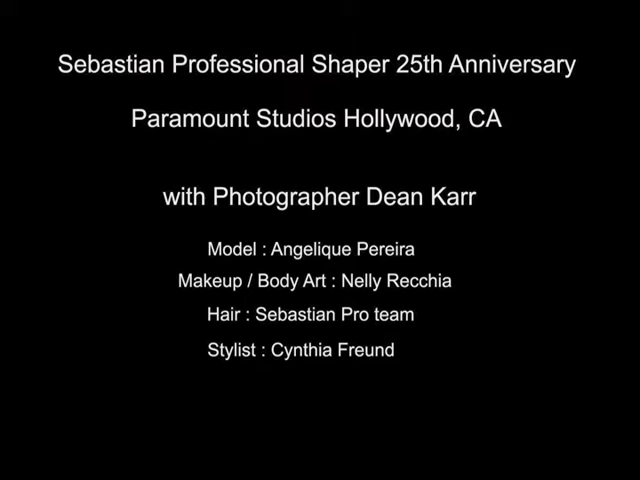 Sebastian Professional Shaper 25th Anniversary
Paramount Studios Hollywood, CA
with Photographer Dean Karr
Model : Angelique Pereira
Makeup / Body Art : Nelly Recchia
Hair : Sebastian Pro team
Stylist : Cynthia Freund